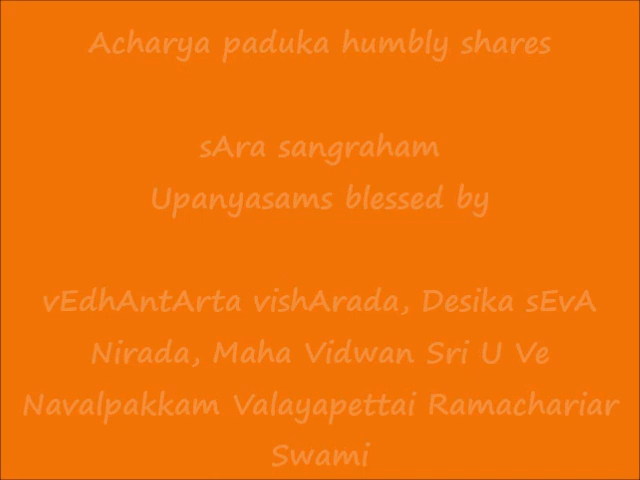 Acharya paduka humbly shares
sAra sangraham
Upanyasams blessed by
vEdhAntArta vishArada, Desika sEvA
Nirada, Maha Vidwan Sri U Ve
Navalpakkam Valayapettai Ramachariar
Swami